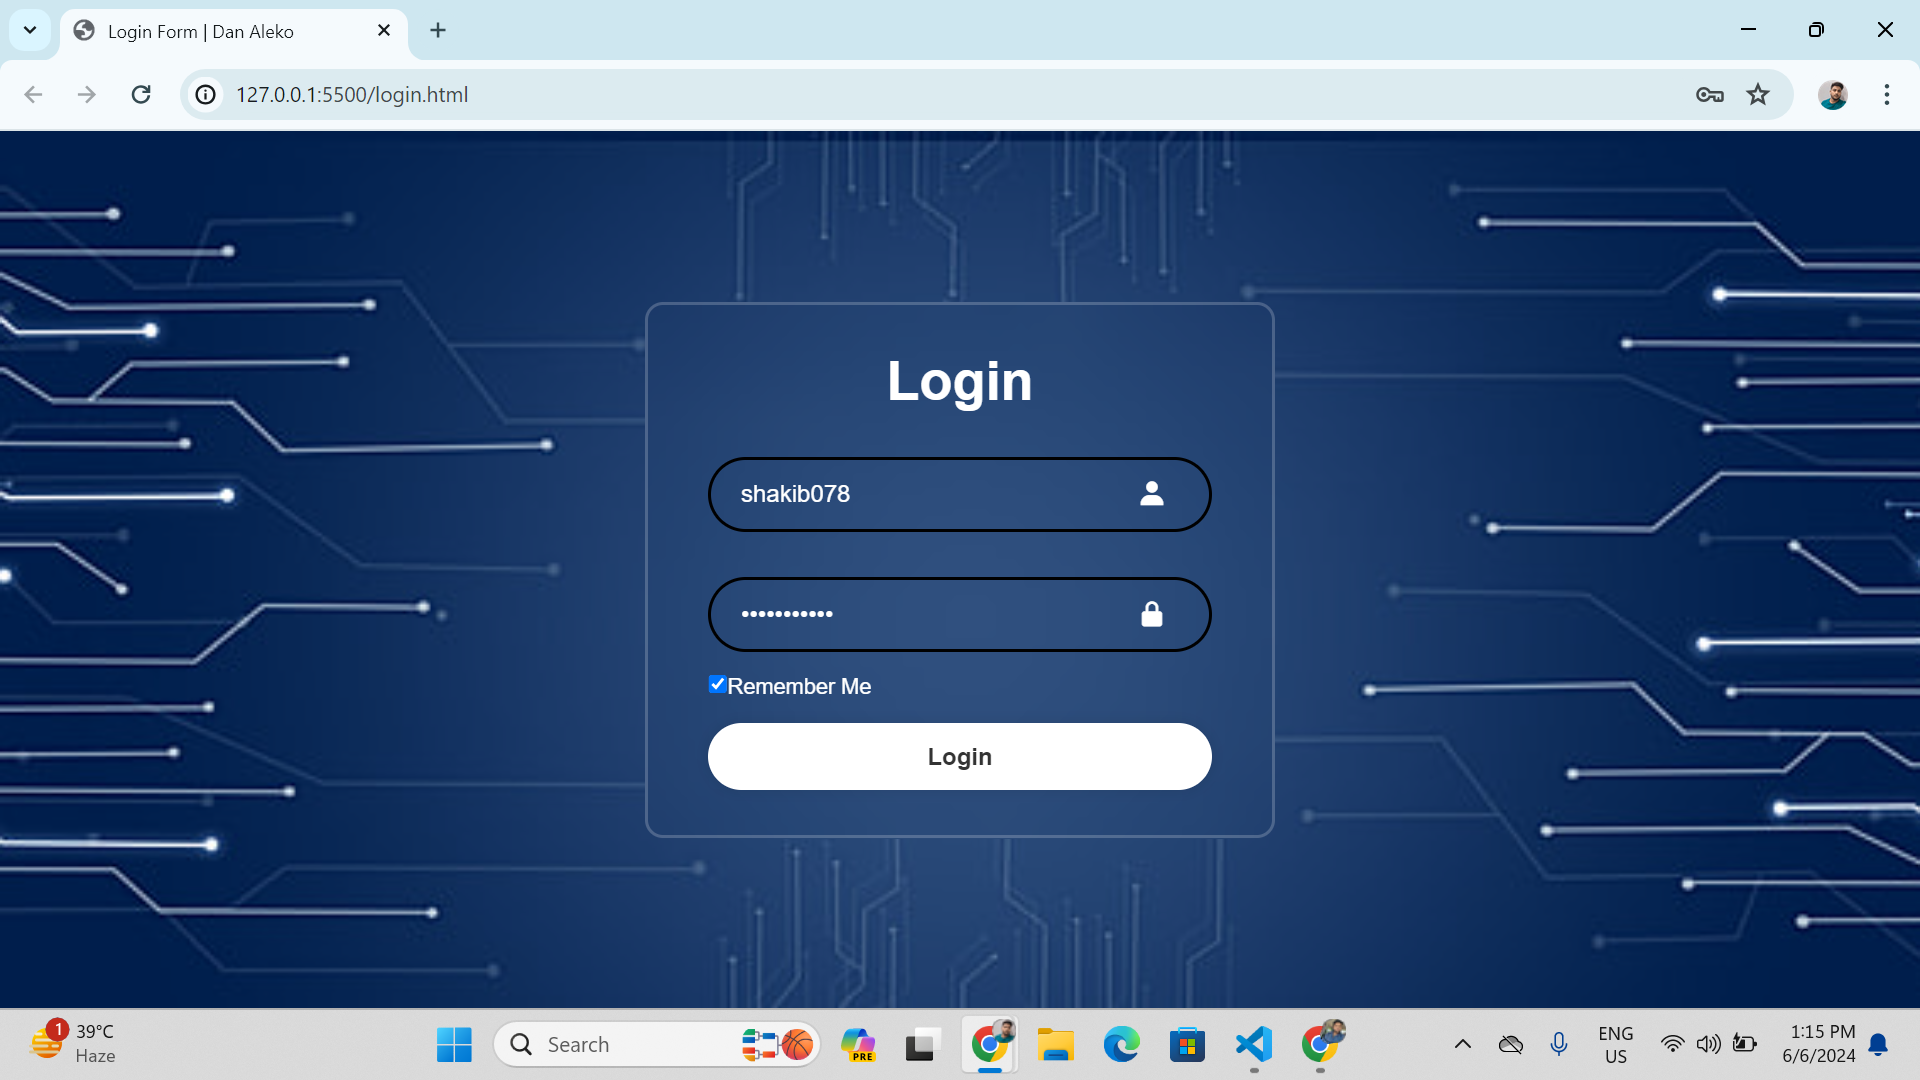 Login Form | Dan Aleko
127.0.0.1:5500/login.html
Login
shakib078
•••••••••••
Remember Me
Login
1
39°C
Haze
Search
PRE
ENG
US
1:15 PM
6/6/2024